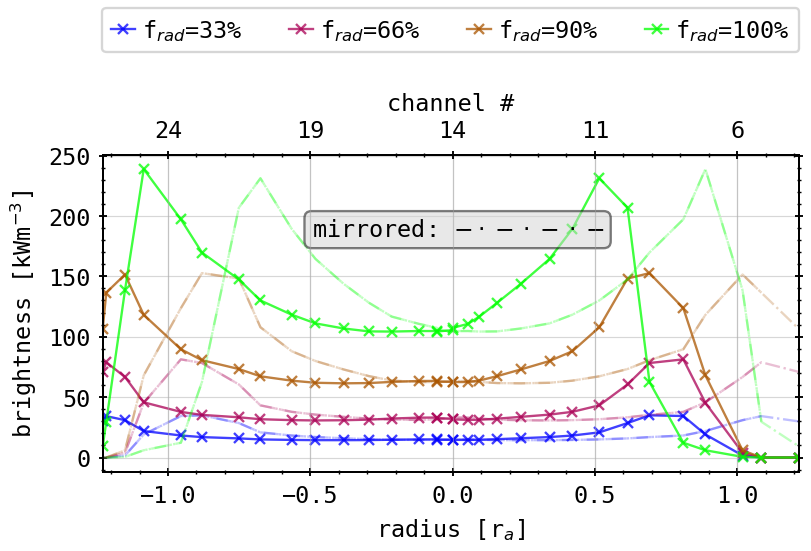 f_rad=33% f_rad=66% f_rad=90% f_rad=100%
channel #
24 19 14 11 6
250
200
150
100
50
0
mirrored:
brightness [kWm⁻³]
−1.0 −0.5 0.0 0.5 1.0
radius [r_a]